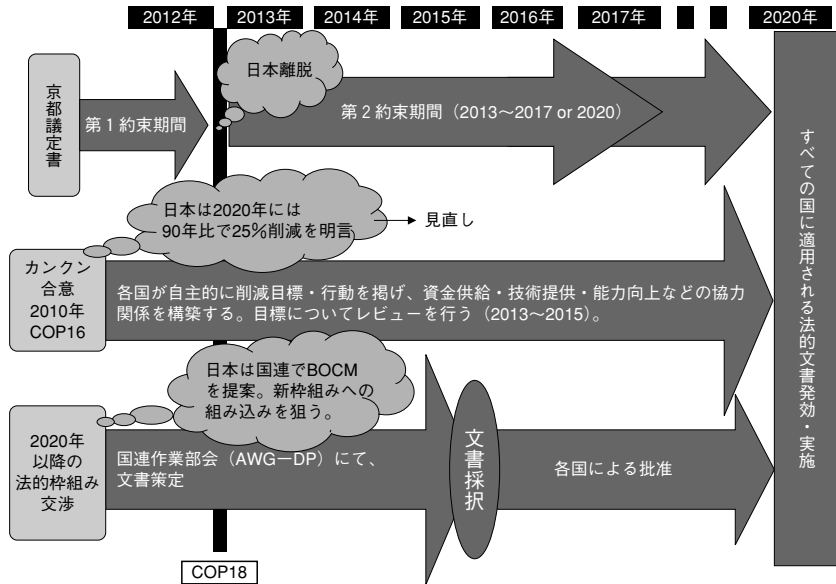 2012年 2013年 2014年 2015年 2016年 2017年 2020年
日本離脱
京都議定書
第1約束期間
第2約束期間（2013～2017 or 2020）
日本は2020年には
90年比で25％削減を明言
見直し
カンクン
合意
2010年
COP16
各国が自主的に削減目標・行動を掲げ、資金供給・技術提供・能力向上などの協力
関係を構築する。目標についてレビューを行う（2013～2015）。
日本は国連でBOCM
を提案。新枠組みへの
組み込みを狙う。
2020年
以降の
法的枠組み
交渉
国連作業部会（AWG－DP）にて、
文書策定
文書採択
各国による批准
すべての国に適用される法的文書発効・実施
COP18